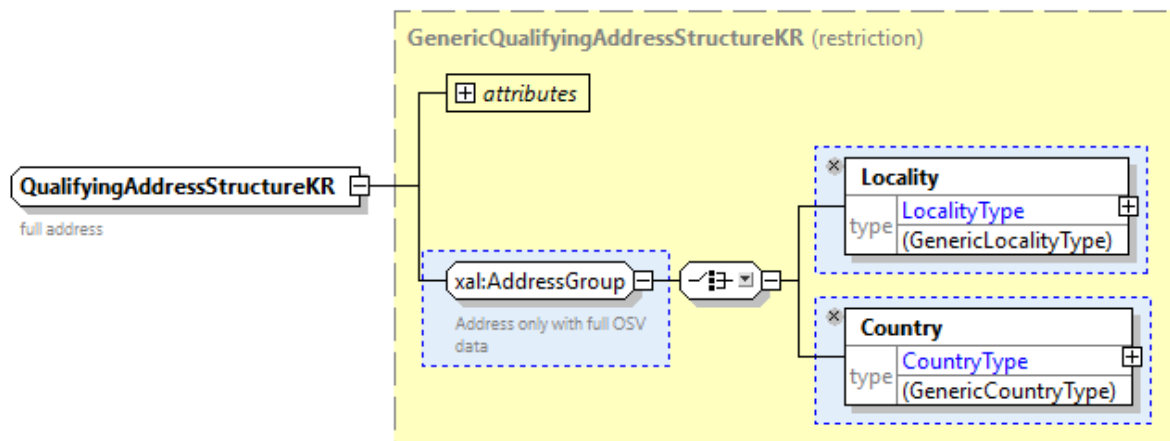 GenericQualifyingAddressStructureKR (restriction)
attributes
QualifyingAddressStructureKR
full address
xal:AddressGroup
Address only with full OSV
data
Locality
type
LocalityType
(GenericLocalityType)
Country
type
CountryType
(GenericCountryType)